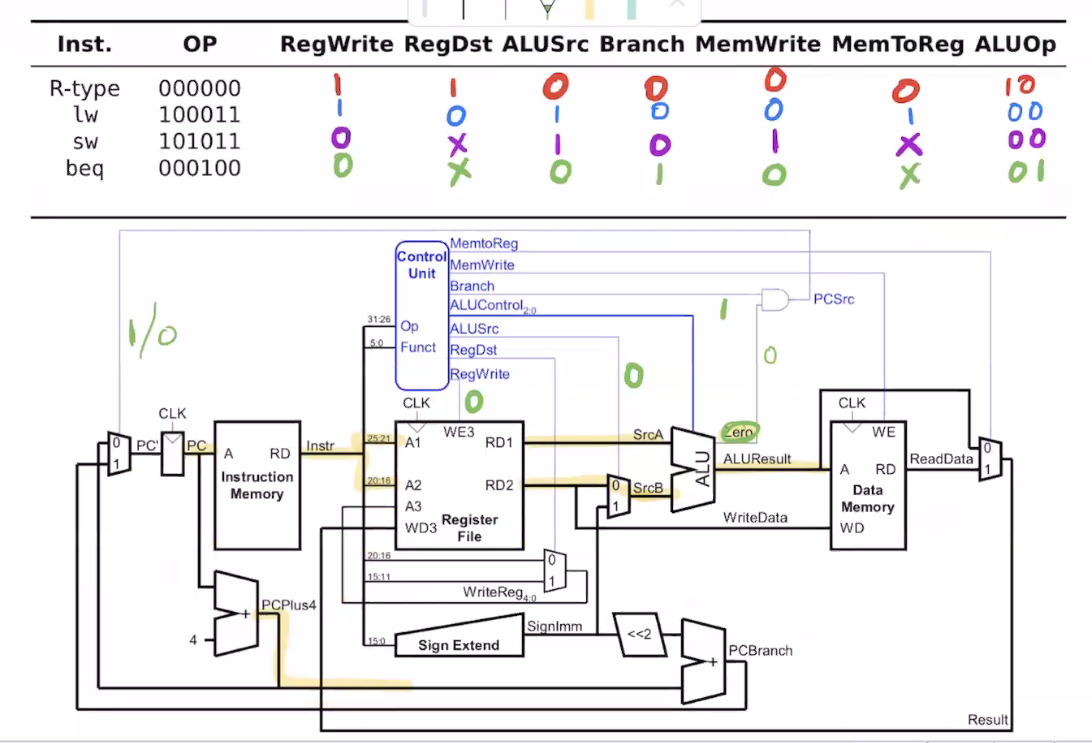 Inst. OP RegWrite RegDst ALUSrc Branch MemWrite MemToReg ALUOp
R-type 000000 1 1 0 0 0 0 10
lw 100011 1 0 1 0 0 1 00
sw 101011 0 X 1 0 1 X 00
beq 000100 0 X 0 1 0 X 01
MemtoReg
Control
Unit
MemWrite
Branch
PCSrc
ALUControl2:0
1
31:26 Op
ALUSrc
1/0
5:0 Funct
RegDst
0
RegWrite
0
0
CLK
CLK
CLK
WE3
Zero
WE
0
PC'
PC
A
RD
Instr
25:21
A1
RD1
SrcA
ALU
ALUResult
0
1
A
RD
ReadData
1
Instruction
Memory
20:16
A2
RD2
0
SrcB
1
Data
Memory
A3
Register
File
WD3
WriteData
WD
20:16
0
15:11
1
WriteReg4:0
PCPlus4
+
4
SignImm
<<2
15:0
Sign Extend
+
PCBranch
Result